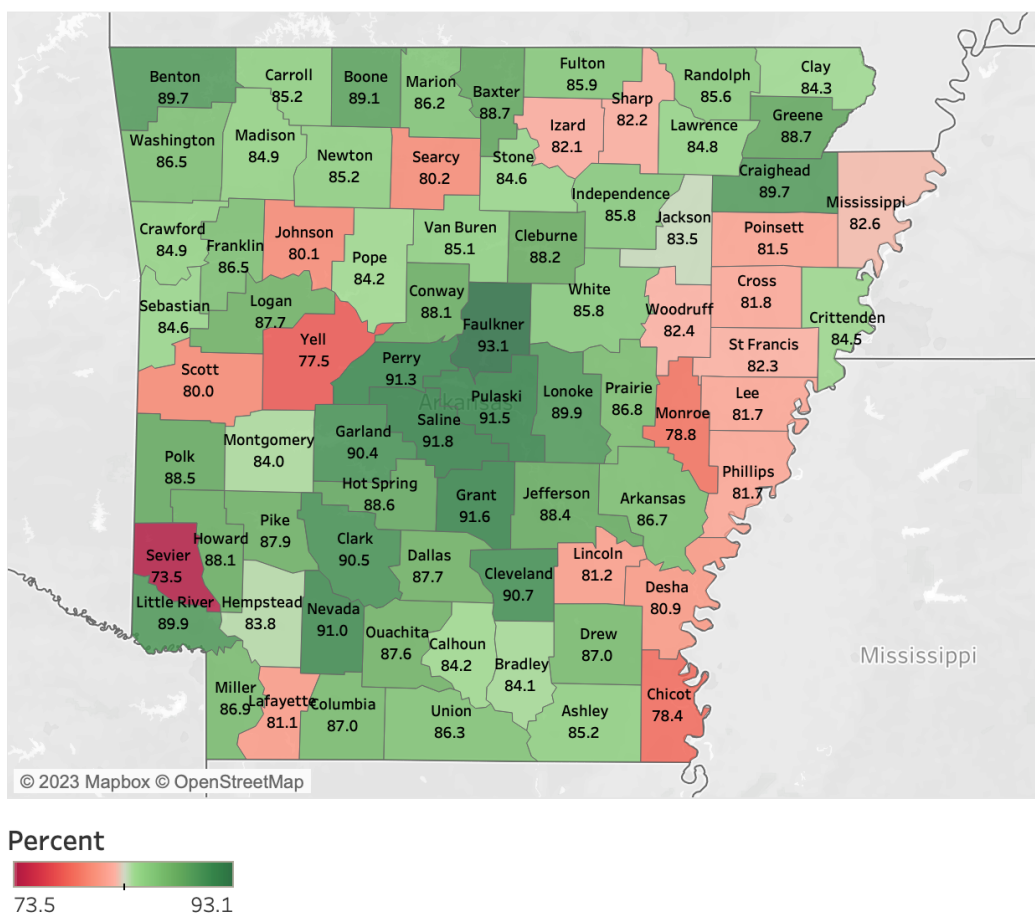 Benton
89.7
Carroll
85.2
Boone
89.1
Marion
86.2
Baxter
88.7
Fulton
85.9
Sharp
82.2
Randolph
85.6
Clay
84.3
Greene
88.7
Lawrence
84.8
Izard
82.1
Washington
86.5
Madison
84.9
Newton
85.2
Searcy
80.2
Stone
84.6
Independence
85.8
Jackson
83.5
Craighead
89.7
Mississippi
82.6
Crawford
84.9
Franklin
86.5
Johnson
80.1
Pope
84.2
Van Buren
85.1
Cleburne
88.2
Poinsett
81.5
Sebastian
84.6
Logan
87.7
Conway
88.1
White
85.8
Woodruff
82.4
Cross
81.8
Crittenden
84.5
Faulkner
93.1
Yell
77.5
St Francis
82.3
Scott
80.0
Perry
91.3
Arkansas
Pulaski
91.5
Lonoke
89.9
Prairie
86.8
Monroe
78.8
Lee
81.7
Saline
91.8
Garland
90.4
Montgomery
84.0
Polk
88.5
Phillips
81.7
Hot Spring
88.6
Grant
91.6
Jefferson
88.4
Arkansas
86.7
Pike
87.9
Howard
88.1
Sevier
73.5
Clark
90.5
Dallas
87.7
Cleveland
90.7
Lincoln
81.2
Desha
80.9
Little River
89.9
Hempstead
83.8
Nevada
91.0
Ouachita
87.6
Calhoun
84.2
Bradley
84.1
Drew
87.0
Mississippi
Miller
86.9
Lafayette
81.1
Columbia
87.0
Union
86.3
Ashley
85.2
Chicot
78.4
© 2023 Mapbox © OpenStreetMap
Percent
73.5 93.1